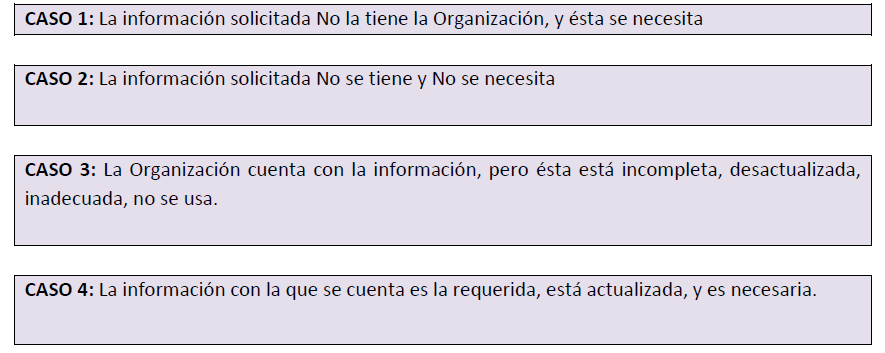 CASO 1: La información solicitada No la tiene la Organización, y ésta se necesita
CASO 2: La información solicitada No se tiene y No se necesita
CASO 3: La Organización cuenta con la información, pero ésta está incompleta, desactualizada,
inadecuada, no se usa.
CASO 4: La información con la que se cuenta es la requerida, está actualizada, y es necesaria.